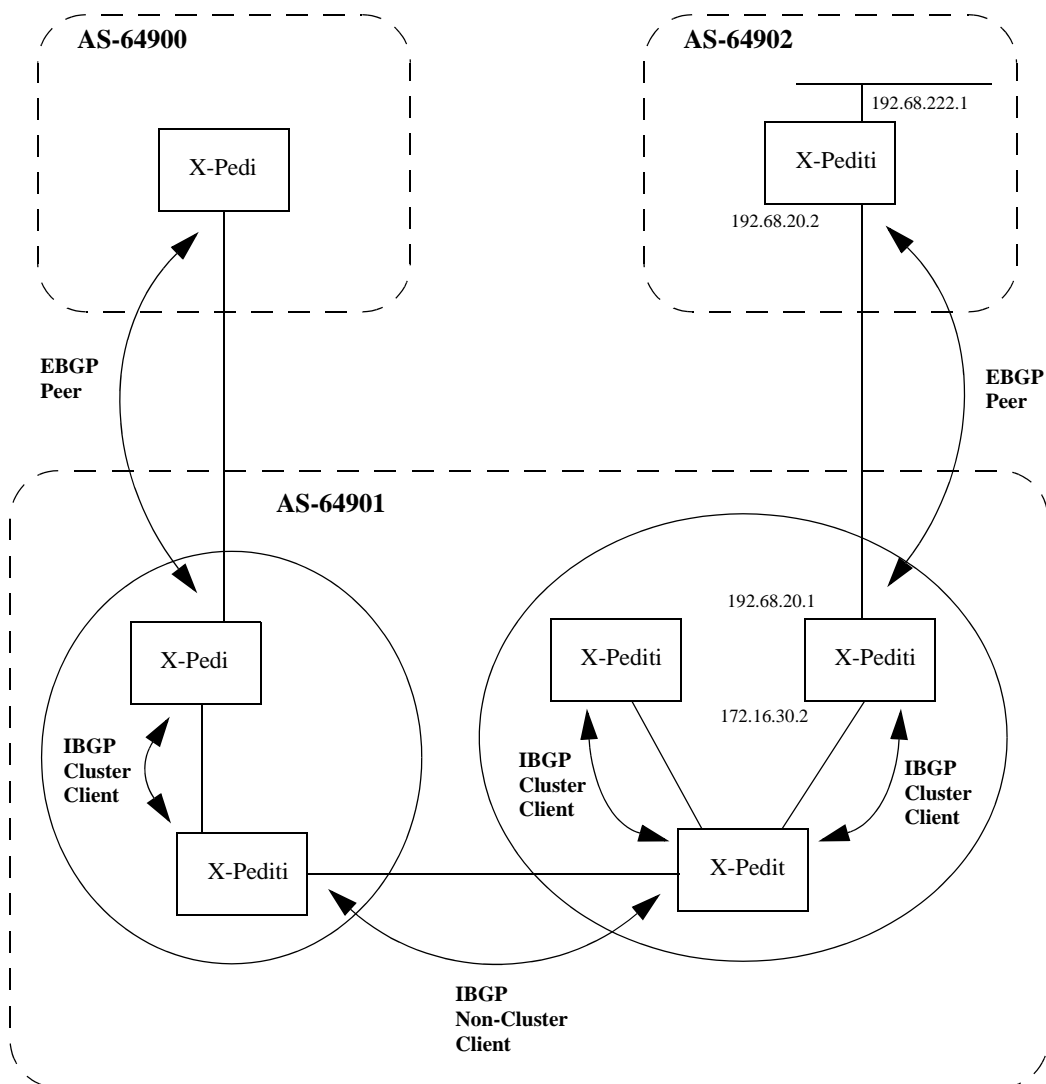 AS-64900
AS-64902
192.68.222.1
X-Pedi
X-Pediti
192.68.20.2
EBGP
Peer
EBGP
Peer
AS-64901
192.68.20.1
X-Pedi
X-Pediti
X-Pediti
172.16.30.2
IBGP
Cluster
Client
IBGP
Cluster
Client
IBGP
Cluster
Client
X-Pediti
X-Pedit
IBGP
Non-Cluster
Client